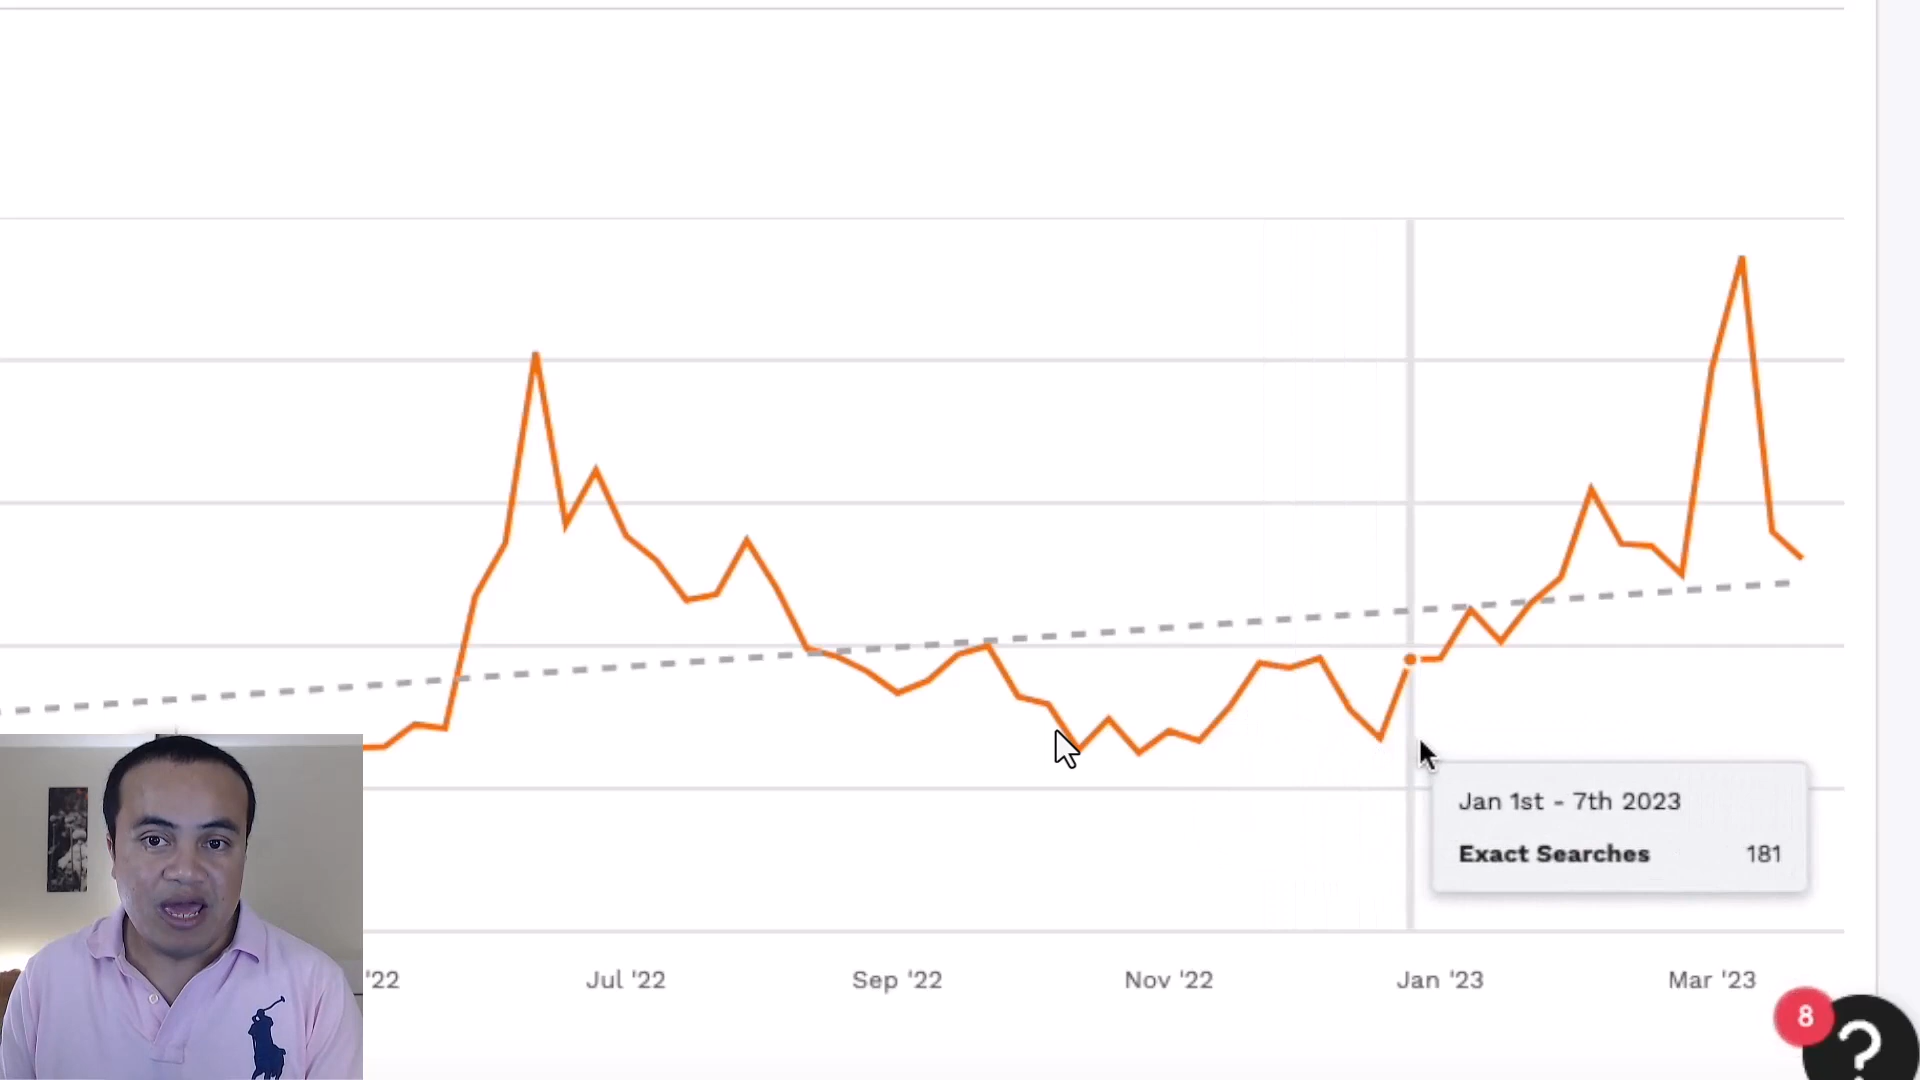 Jan 1st - 7th 2023
Exact Searches 181
'22 Jul '22 Sep '22 Nov '22 Jan '23 Mar '23
8
?